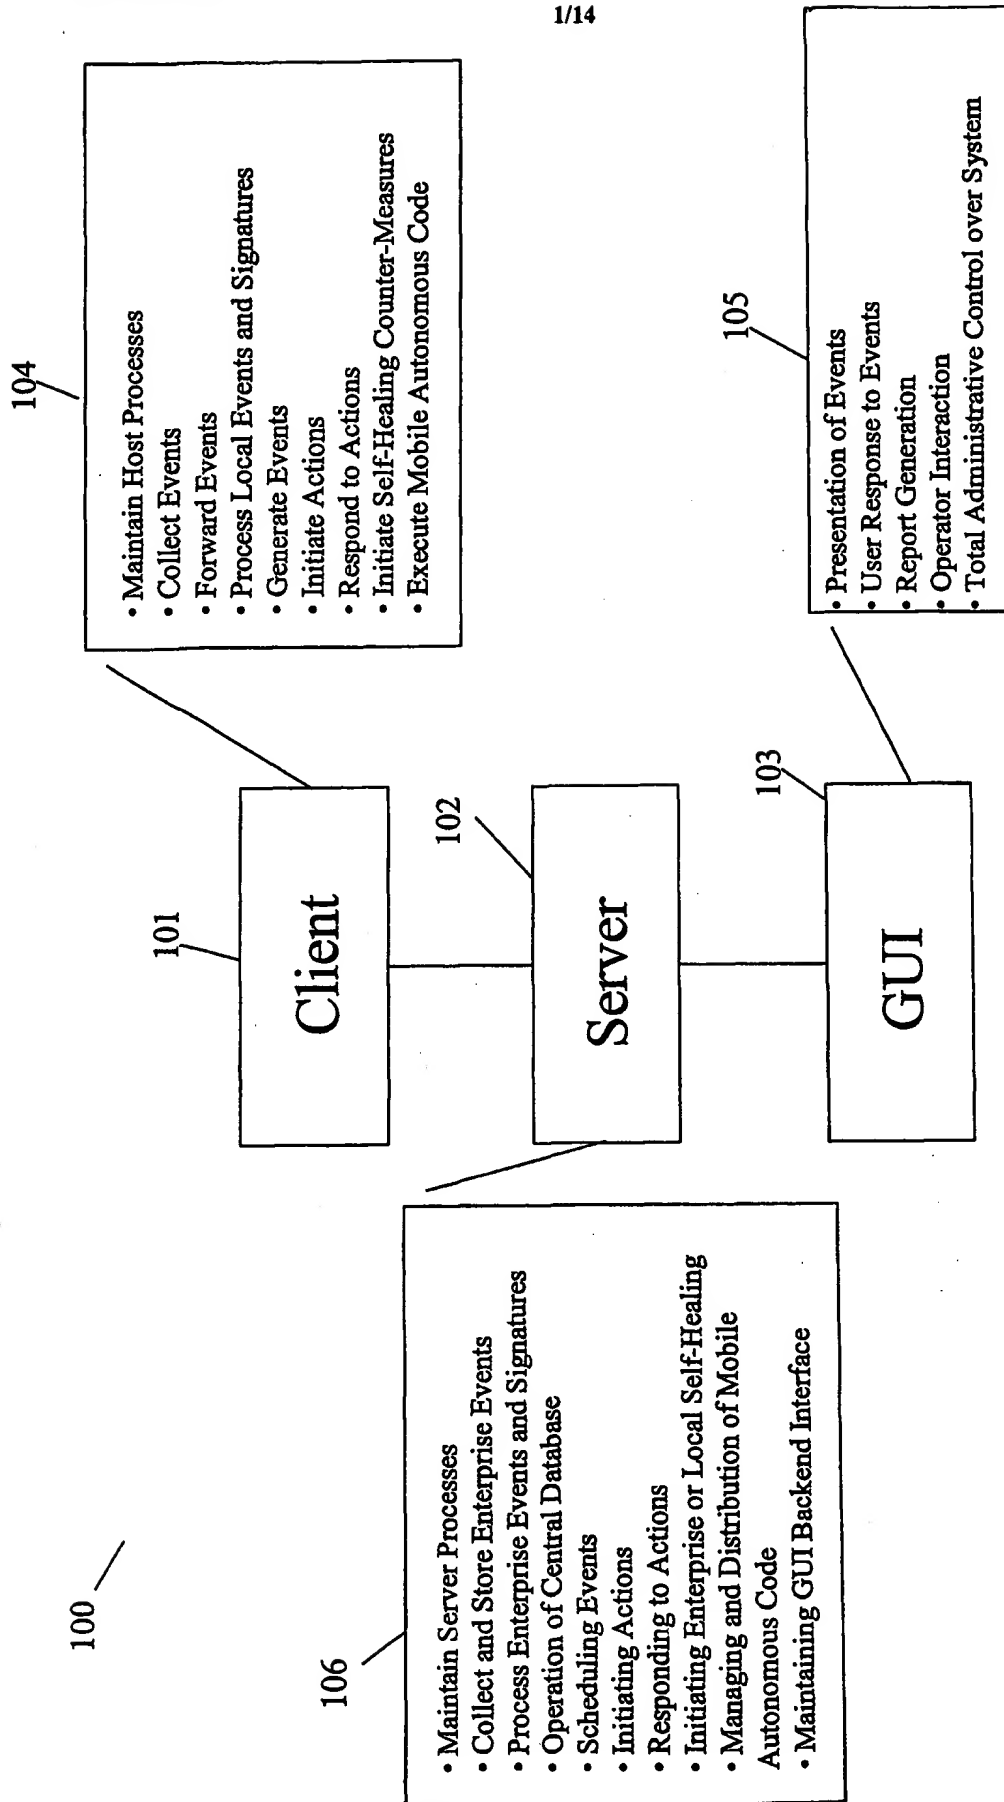 1/14
100
104
• Maintain Host Processes
• Collect Events
• Forward Events
• Process Local Events and Signatures
• Generate Events
• Initiate Actions
• Respond to Actions
• Initiate Self-Healing Counter-Measures
• Execute Mobile Autonomous Code
101
Client
102
Server
103
GUI
106
• Maintain Server Processes
• Collect and Store Enterprise Events
• Process Enterprise Events and Signatures
• Operation of Central Database
• Scheduling Events
• Initiating Actions
• Responding to Actions
• Initiating Enterprise or Local Self-Healing
• Managing and Distribution of Mobile
Autonomous Code
• Maintaining GUI Backend Interface
105
• Presentation of Events
• User Response to Events
• Report Generation
• Operator Interaction
• Total Administrative Control over System